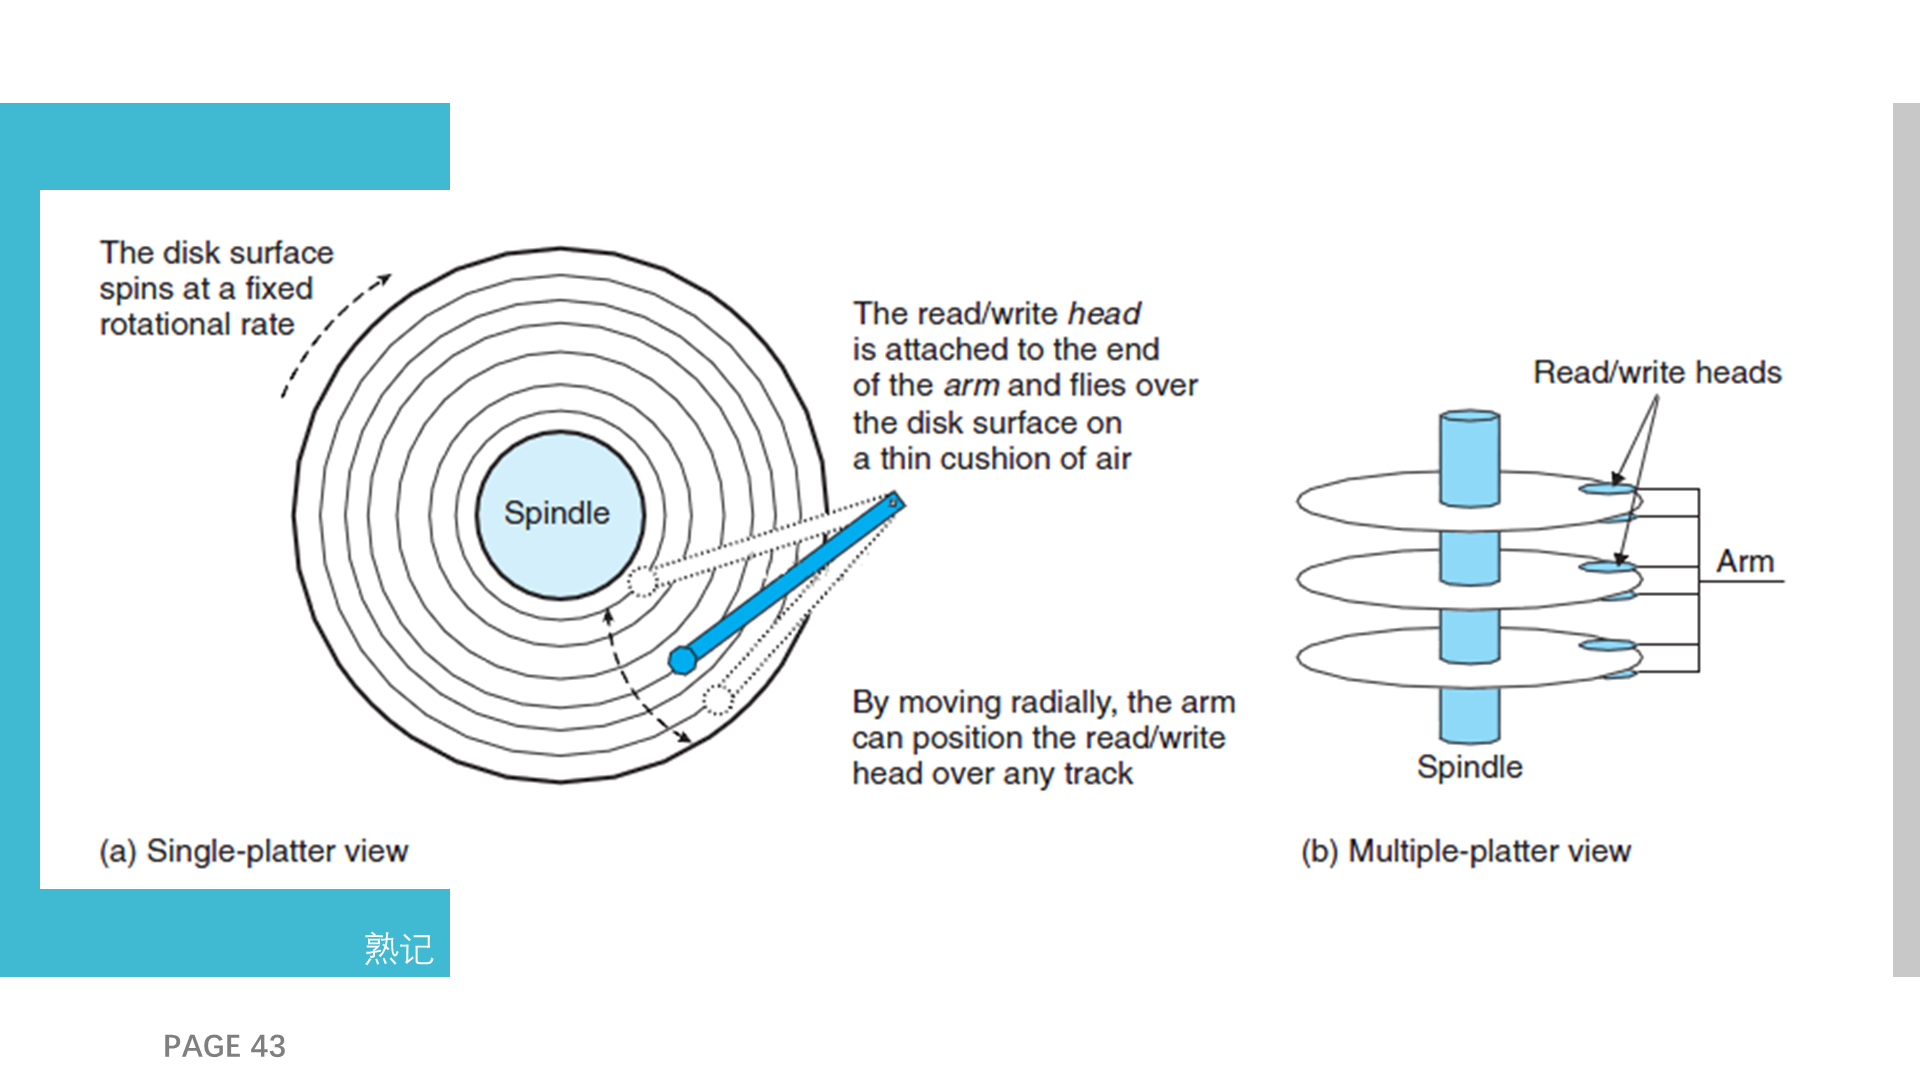 The disk surface
spins at a fixed
rotational rate
Spindle
The read/write head
is attached to the end
of the arm and flies over
the disk surface on
a thin cushion of air
By moving radially, the arm
can position the read/write
head over any track
(a) Single-platter view
Read/write heads
Arm
Spindle
(b) Multiple-platter view
熟记
PAGE 43